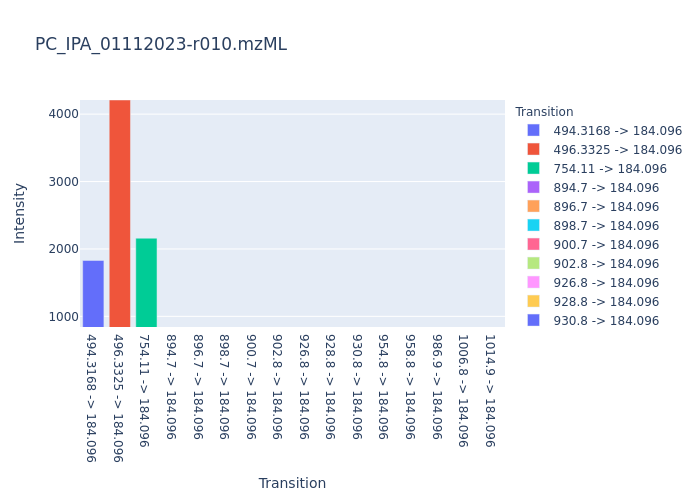 PC_IPA_01112023-r010.mzML
Intensity
4000
3000
2000
1000
494.3168 -> 184.096
496.3325 -> 184.096
754.11 -> 184.096
894.7 -> 184.096
896.7 -> 184.096
898.7 -> 184.096
900.7 -> 184.096
902.8 -> 184.096
926.8 -> 184.096
928.8 -> 184.096
930.8 -> 184.096
954.8 -> 184.096
958.8 -> 184.096
986.9 -> 184.096
1006.8 -> 184.096
1014.9 -> 184.096
Transition
Transition
494.3168 -> 184.096
496.3325 -> 184.096
754.11 -> 184.096
894.7 -> 184.096
896.7 -> 184.096
898.7 -> 184.096
900.7 -> 184.096
902.8 -> 184.096
926.8 -> 184.096
928.8 -> 184.096
930.8 -> 184.096